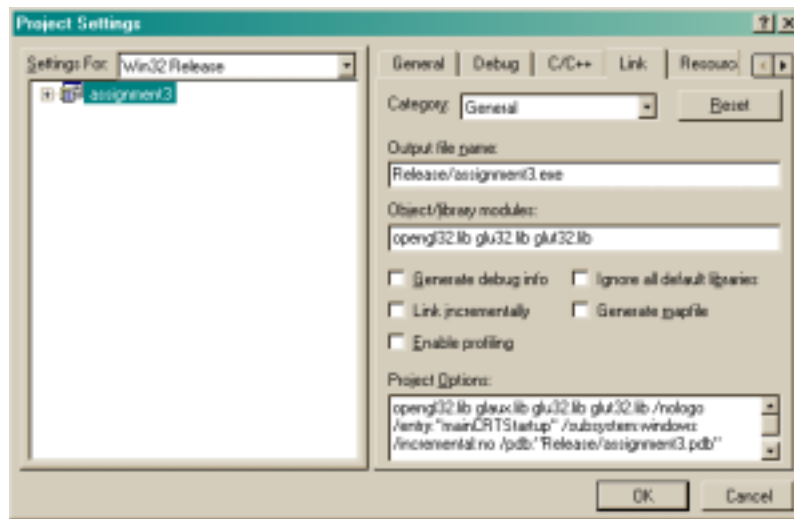 Project Settings
Settings For: Win32 Release
assignment3
General Debug C/C++ Link
Category: General
Reset
Output file name:
Release/assignment3.exe
Object/library modules:
opengl32.lib glu32.lib glut32.lib
Generate debug info Ignore all default libraries
Link incrementally Generate mapfile
Enable profiling
Project Options:
opengl32.lib glaux.lib glu32.lib glut32.lib /nologo
/entry:"mainCRTStartup" /subsystem:windows
/incremental:no /pdb:"Release/assignment3.pdb"
OK Cancel